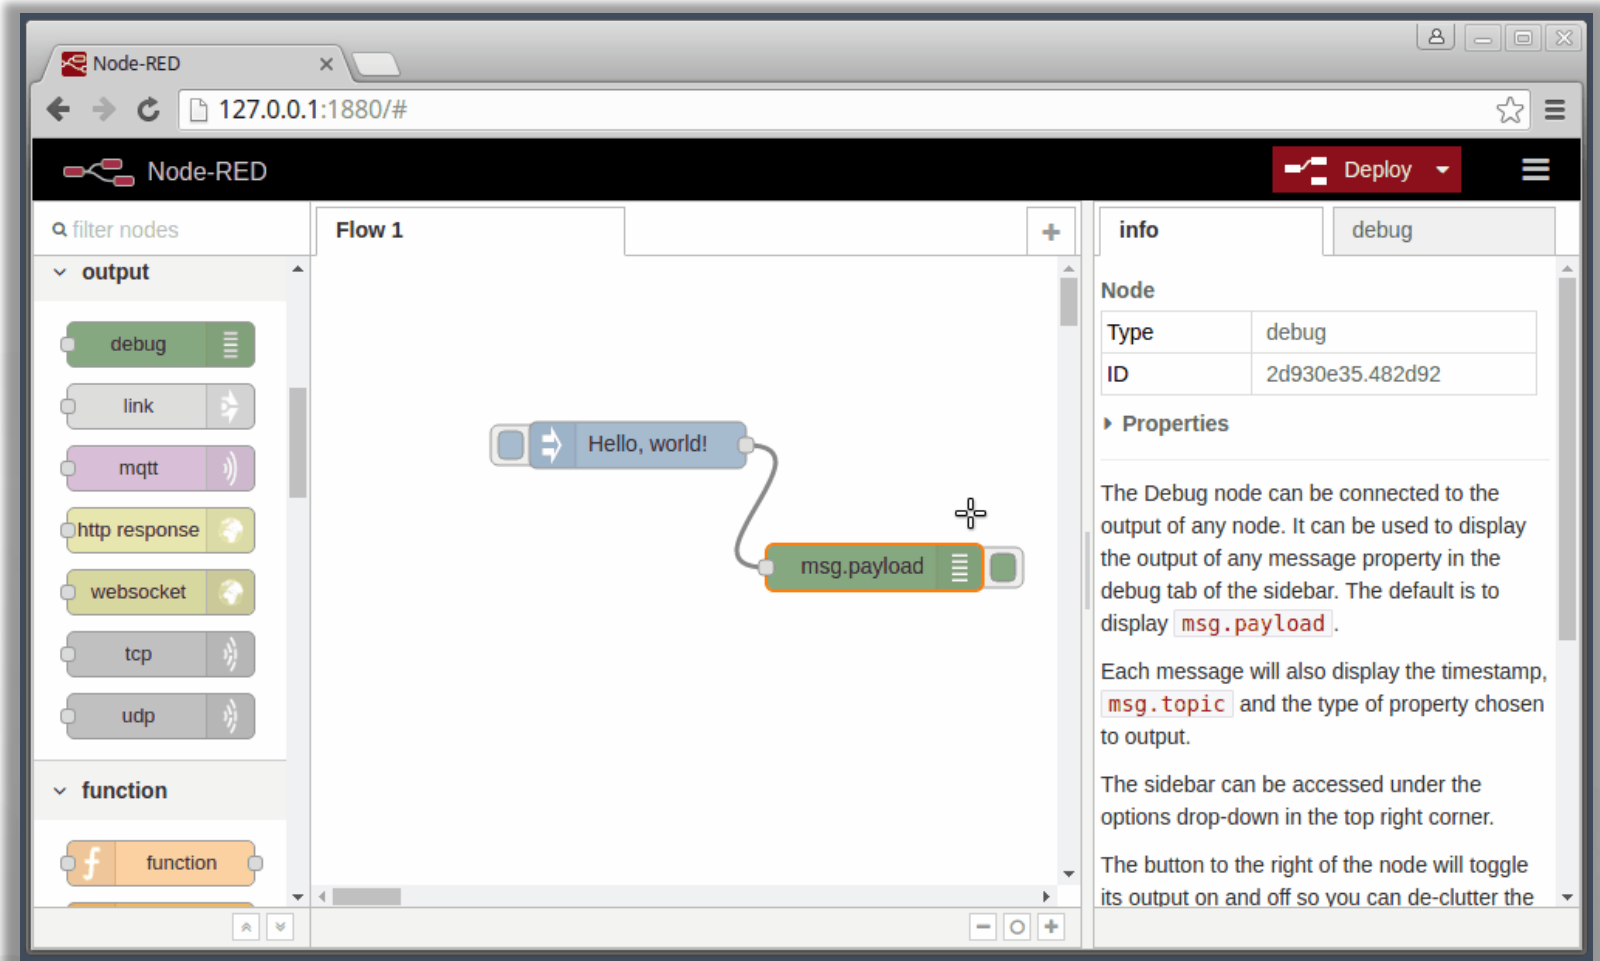 Node-RED
127.0.0.1:1880/#
Node-RED
Deploy
filter nodes
output
debug
link
mqtt
http response
websocket
tcp
udp
function
function
Flow 1
Hello, world!
msg.payload
info
debug
Node
Type debug
ID 2d930e35.482d92
Properties
The Debug node can be connected to the
output of any node. It can be used to display
the output of any message property in the
debug tab of the sidebar. The default is to
display msg.payload .
Each message will also display the timestamp,
msg.topic and the type of property chosen
to output.
The sidebar can be accessed under the
options drop-down in the top right corner.
The button to the right of the node will toggle
its output on and off so you can de-clutter the